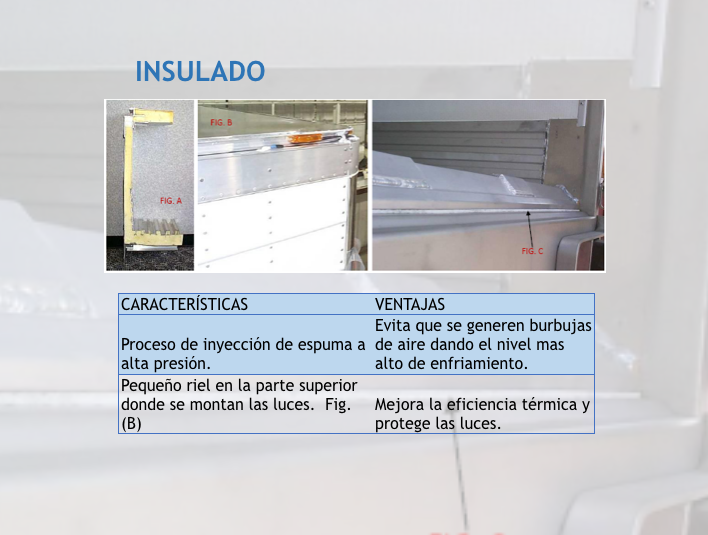 INSULADO
FIG. B
FIG. A
FIG. C
CARACTERÍSTICAS VENTAJAS
Proceso de inyección de espuma a
alta presión.
Evita que se generen burbujas
de aire dando el nivel mas
alto de enfriamiento.
Pequeño riel en la parte superior
donde se montan las luces. Fig.
(B)
Mejora la eficiencia térmica y
protege las luces.